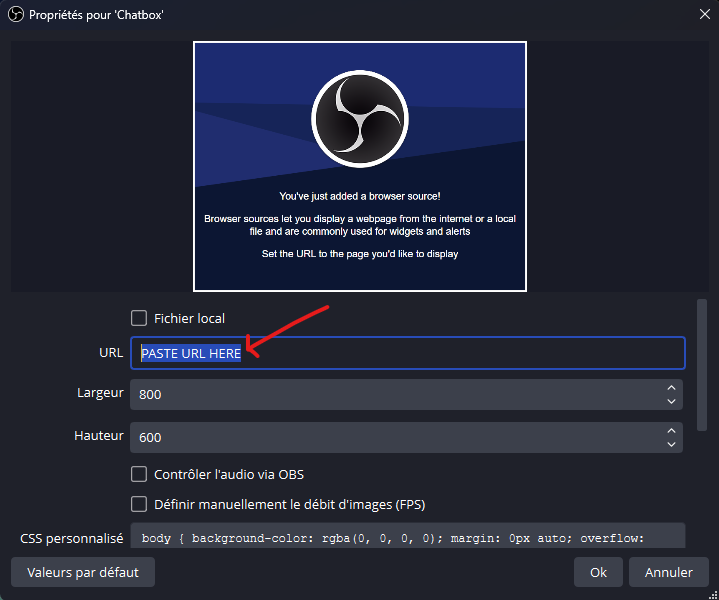 Propriétés pour 'Chatbox'
You've just added a browser source!
Browser sources let you display a webpage from the internet or a local
file and are commonly used for widgets and alerts
Set the URL to the page you'd like to display
Fichier local
URL PASTE URL HERE
Largeur 800
Hauteur 600
Contrôler l'audio via OBS
Définir manuellement le débit d'images (FPS)
CSS personnalisé body { background-color: rgba(0, 0, 0, 0); margin: 0px auto; overflow:
Valeurs par défaut Ok Annuler